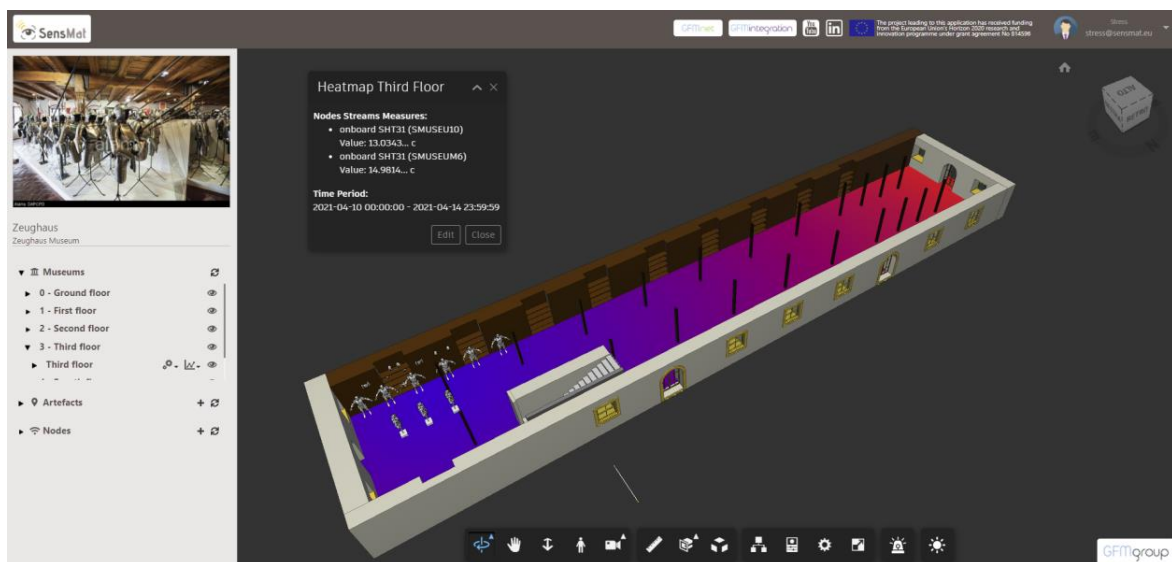 SensMat
GFMnet
GFMintegration
You
Tube
in
The project leading to this application has received funding
from the European Union's Horizon 2020 research and
innovation programme under grant agreement No 814596
Stress
stress@sensmat.eu
Heatmap Third Floor
Nodes Streams Measures:
onboard SHT31 (SMUSEU10)
Value: 13.0343... c
onboard SHT31 (SMUSEUM6)
Value: 14.9814... c
Time Period:
2021-04-10 00:00:00 - 2021-04-14 23:59:59
Edit
Close
ALTO
Zeughaus
Zeughaus Museum
Museums
0 - Ground floor
1 - First floor
2 - Second floor
3 - Third floor
Third floor
Artefacts
Nodes
GFMgroup